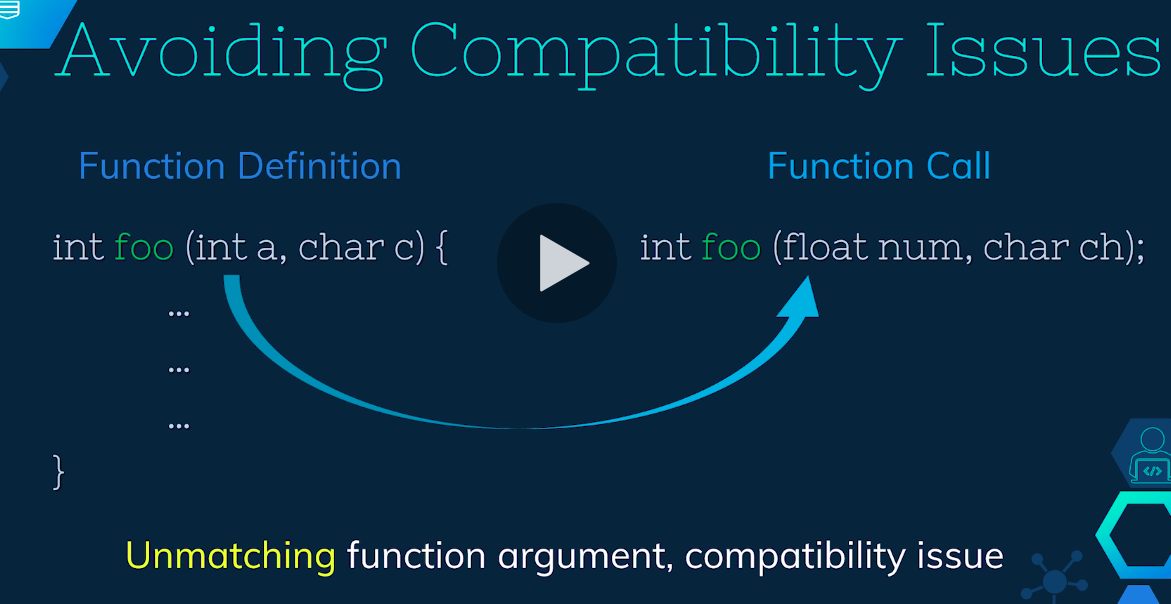 Avoiding Compatibility Issues
Function Definition
Function Call
int foo (int a, char c) {
int foo (float num, char ch);
...
...
...
}
Unmatching function argument, compatibility issue
</>